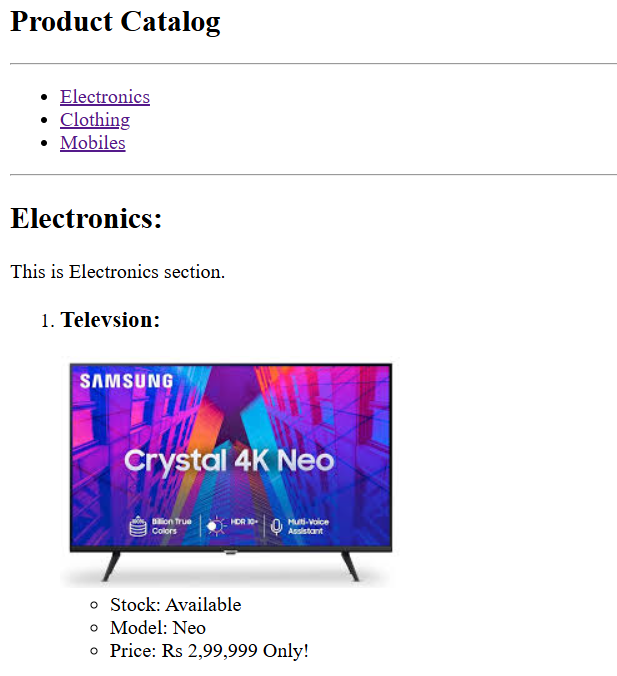 Product Catalog
Electronics
Clothing
Mobiles
Electronics:
This is Electronics section.
1. Televsion:
SAMSUNG
Crystal 4K Neo
Billion True
Colors
HDR 10+
Multi-Voice
Assistant
Stock: Available
Model: Neo
Price: Rs 2,99,999 Only!